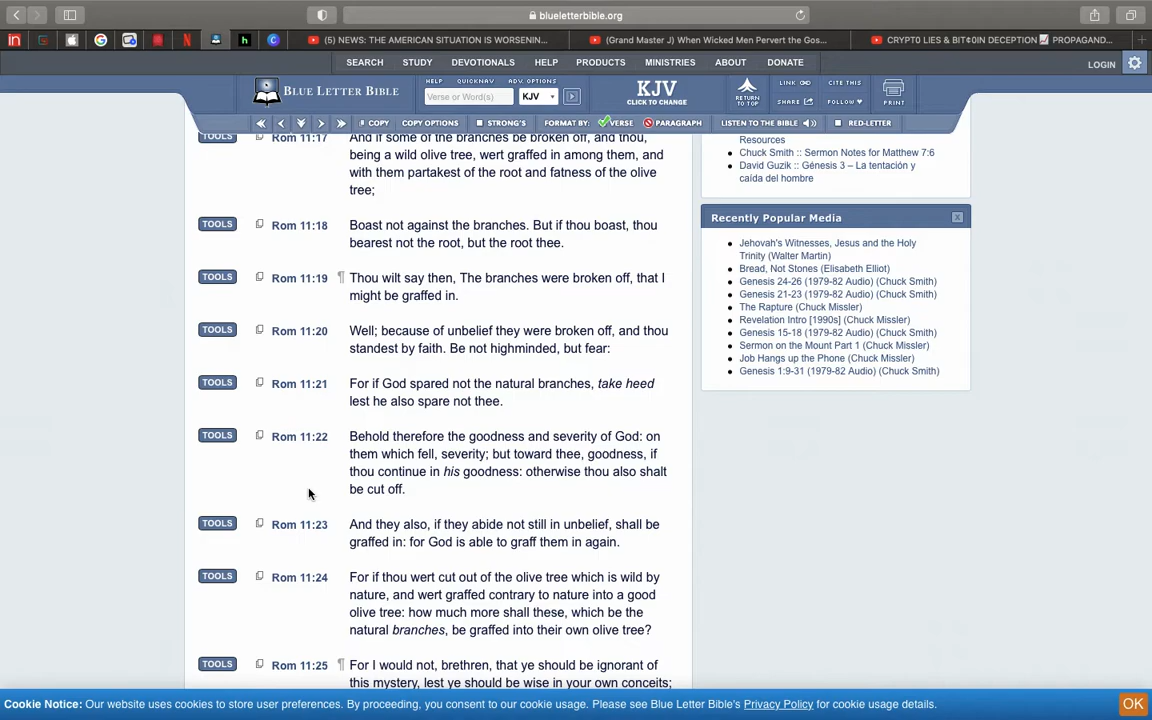 blueletterbible.org
(5) NEWS: THE AMERICAN SITUATION IS WORSENIN...
(Grand Master J) When Wicked Men Pervert the Gos...
CRYPTO LIES & BIT¢OIN DECEPTION 📈 PROPAGAND...
SEARCH STUDY DEVOTIONALS HELP PRODUCTS MINISTRIES ABOUT DONATE
LOGIN
HELP QUICKNAV ADV. OPTIONS
BLUE LETTER BIBLE
Verse or Word(s)
KJV
KJV
CLICK TO CHANGE
RETURN
TO TOP
LINK CITE THIS
SHARE FOLLOW
PRINT
COPY COPY OPTIONS STRONG'S FORMAT BY: VERSE PARAGRAPH LISTEN TO THE BIBLE RED-LETTER
TOOLS Rom 11:17 And if some of the branches be broken off, and thou,
being a wild olive tree, wert graffed in among them, and
with them partakest of the root and fatness of the olive
tree;
TOOLS Rom 11:18 Boast not against the branches. But if thou boast, thou
bearest not the root, but the root thee.
TOOLS Rom 11:19 ¶ Thou wilt say then, The branches were broken off, that I
might be graffed in.
TOOLS Rom 11:20 Well; because of unbelief they were broken off, and thou
standest by faith. Be not highminded, but fear:
TOOLS Rom 11:21 For if God spared not the natural branches, take heed
lest he also spare not thee.
TOOLS Rom 11:22 Behold therefore the goodness and severity of God: on
them which fell, severity; but toward thee, goodness, if
thou continue in his goodness: otherwise thou also shalt
be cut off.
TOOLS Rom 11:23 And they also, if they abide not still in unbelief, shall be
graffed in: for God is able to graff them in again.
TOOLS Rom 11:24 For if thou wert cut out of the olive tree which is wild by
nature, and wert graffed contrary to nature into a good
olive tree: how much more shall these, which be the
natural branches, be graffed into their own olive tree?
TOOLS Rom 11:25 ¶ For I would not, brethren, that ye should be ignorant of
this mystery, lest ye should be wise in your own conceits;
Resources
Chuck Smith :: Sermon Notes for Matthew 7:6
David Guzik :: Génesis 3 – La tentación y
caída del hombre
Recently Popular Media
Jehovah's Witnesses, Jesus and the Holy
Trinity (Walter Martin)
Bread, Not Stones (Elisabeth Elliot)
Genesis 24-26 (1979-82 Audio) (Chuck Smith)
Genesis 21-23 (1979-82 Audio) (Chuck Smith)
The Rapture (Chuck Missler)
Revelation Intro [1990s] (Chuck Missler)
Genesis 15-18 (1979-82 Audio) (Chuck Smith)
Sermon on the Mount Part 1 (Chuck Missler)
Job Hangs up the Phone (Chuck Missler)
Genesis 1:9-31 (1979-82 Audio) (Chuck Smith)
Cookie Notice: Our website uses cookies to store user preferences. By proceeding, you consent to our cookie usage. Please see Blue Letter Bible's Privacy Policy for cookie usage details.
OK